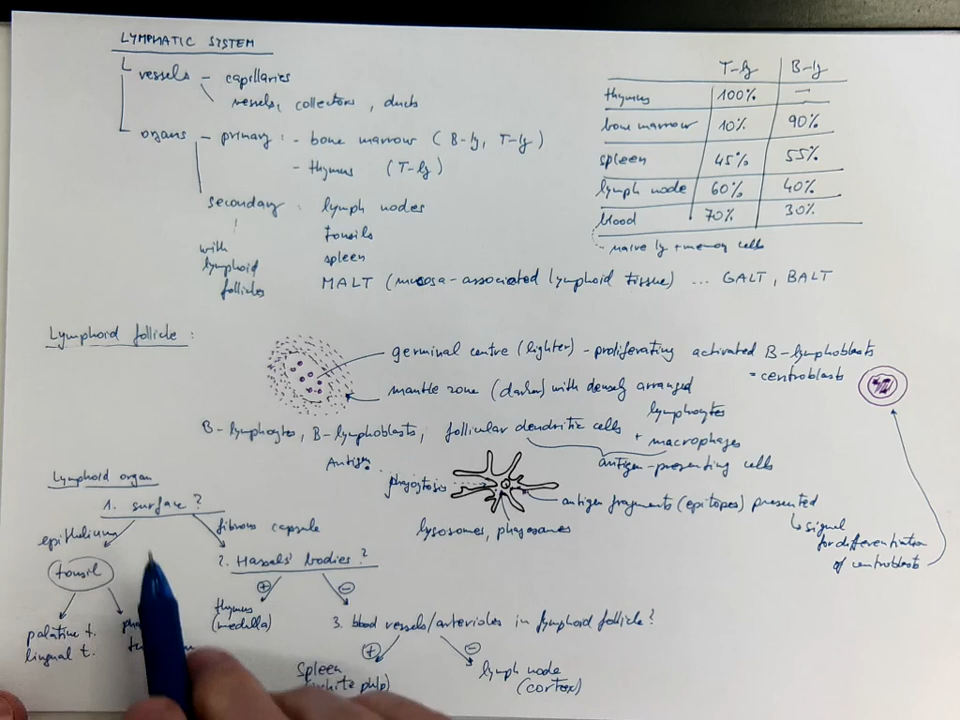 LYMPHATIC SYSTEM
vessels – capillaries
vessels, collectors, ducts
organs – primary : - bone marrow (B-ly, T-ly)
- thymus (T-ly)
secondary : lymph nodes
tonsils
spleen
MALT (mucosa-associated lymphoid tissue) ... GALT, BALT
with
lymphoid
follicles
T-ly B-ly
thymus 100% —
bone marrow 10% 90%
spleen 45% 55%
lymph node 60% 40%
blood 70% 30%
naive ly + memory cells
Lymphoid follicle :
germinal centre (lighter) – proliferating activated B-lymphoblasts
= centroblasts
mantle zone (darker) with densely arranged
lymphocytes
B-lymphocytes, B-lymphoblasts, follicular dendritic cells + macrophages
antigen-presenting cells
Antigen
phagocytosis
antigen fragments (epitopes) presented
lysosomes, phagosomes
signal
for differentiation
of centroblasts
Lymphoid organ
1. surface ?
epithelium
fibrous capsule
tonsil
2. Hassals' bodies ?
+ –
palatine t.
lingual t.
thymus
(medulla)
3. blood vessels/arterioles in lymphoid follicle ?
+ –
Spleen
(white pulp)
lymph node
(cortex)